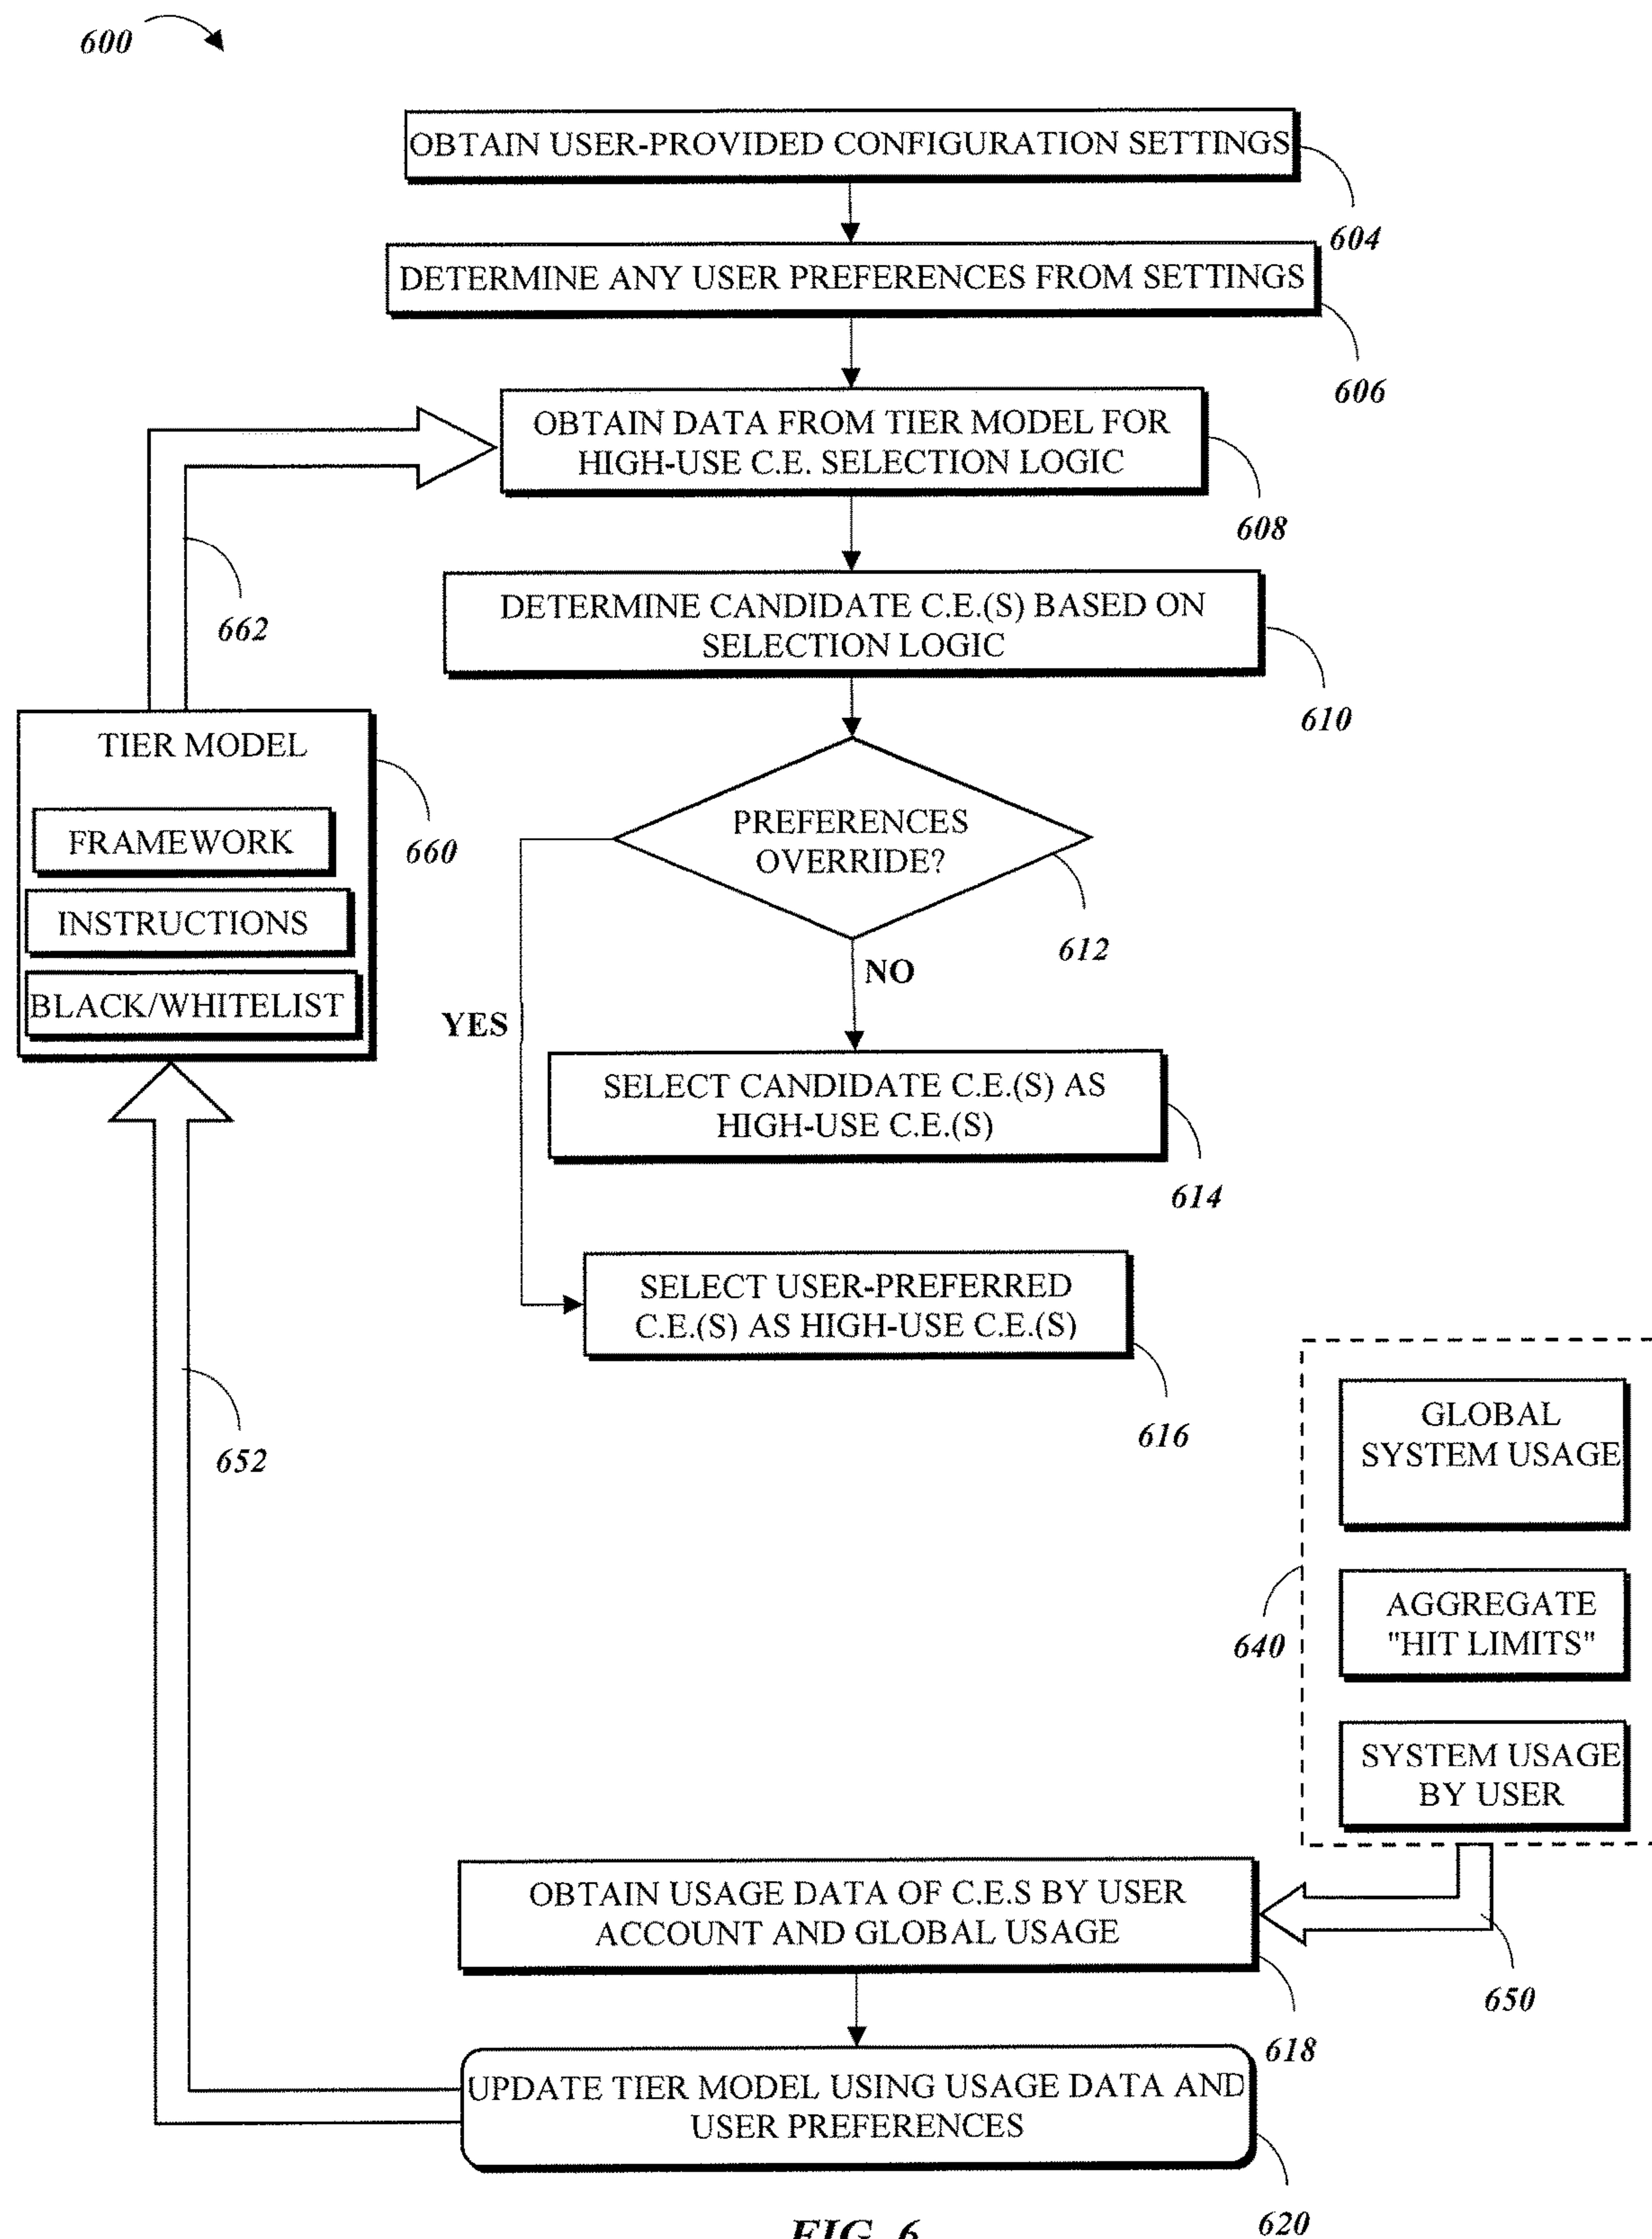 600
OBTAIN USER-PROVIDED CONFIGURATION SETTINGS
604
DETERMINE ANY USER PREFERENCES FROM SETTINGS
606
OBTAIN DATA FROM TIER MODEL FOR
HIGH-USE C.E. SELECTION LOGIC
608
662
DETERMINE CANDIDATE C.E.(S) BASED ON
SELECTION LOGIC
610
TIER MODEL
FRAMEWORK
INSTRUCTIONS
BLACK/WHITELIST
660
PREFERENCES
OVERRIDE?
612
NO
YES
SELECT CANDIDATE C.E.(S) AS
HIGH-USE C.E.(S)
614
SELECT USER-PREFERRED
C.E.(S) AS HIGH-USE C.E.(S)
616
652
GLOBAL
SYSTEM USAGE
AGGREGATE
"HIT LIMITS"
640
SYSTEM USAGE
BY USER
OBTAIN USAGE DATA OF C.E.S BY USER
ACCOUNT AND GLOBAL USAGE
650
618
UPDATE TIER MODEL USING USAGE DATA AND
USER PREFERENCES
620
FIG. 6